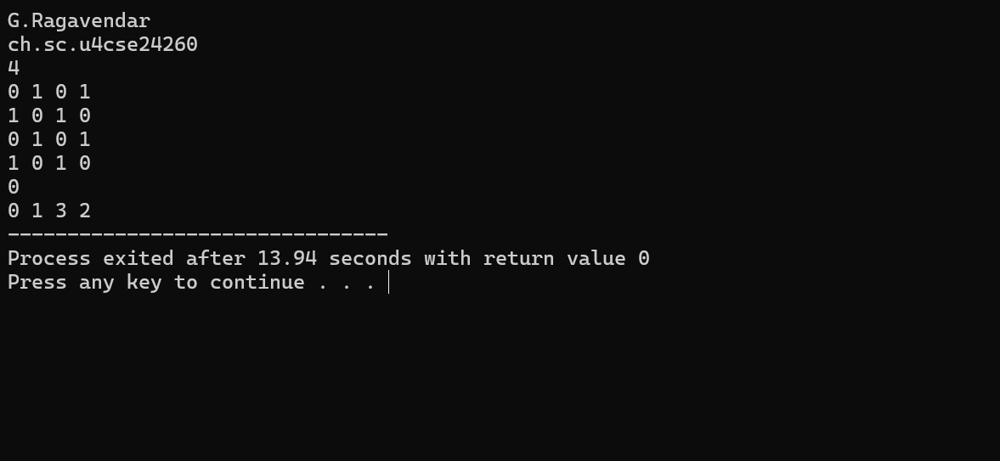 G.Ragavendar
ch.sc.u4cse24260
4
0 1 0 1
1 0 1 0
0 1 0 1
1 0 1 0
0
0 1 3 2
--------------------------------
Process exited after 13.94 seconds with return value 0
Press any key to continue . . .